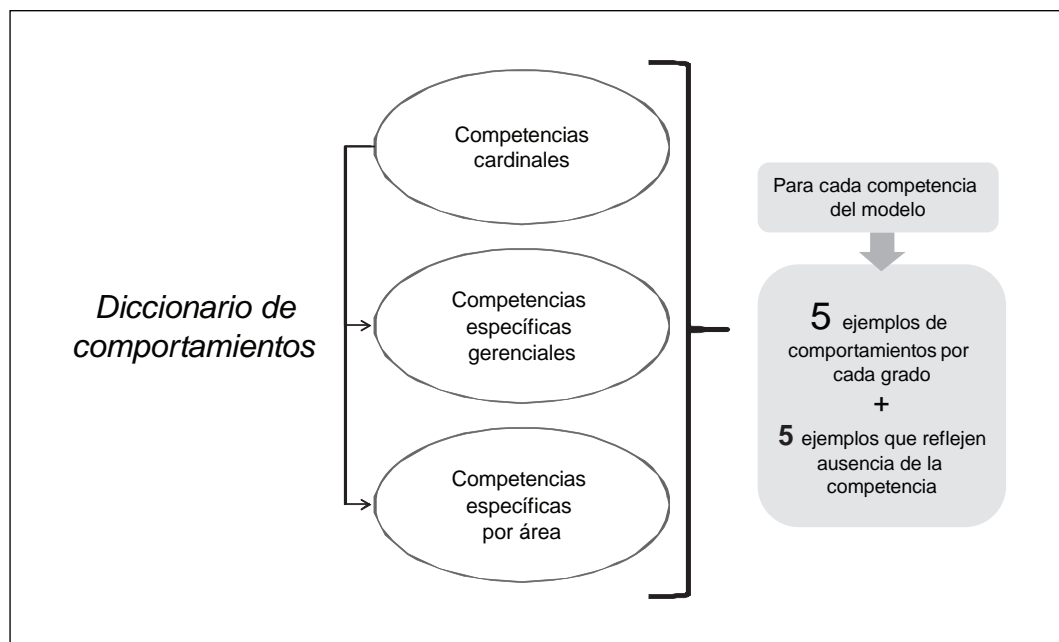 Diccionario de
comportamientos
Competencias
cardinales
Competencias
específicas
gerenciales
Competencias
específicas
por área
Para cada competencia
del modelo
5 ejemplos de
comportamientos por
cada grado
+
5 ejemplos que reflejen
ausencia de la
competencia